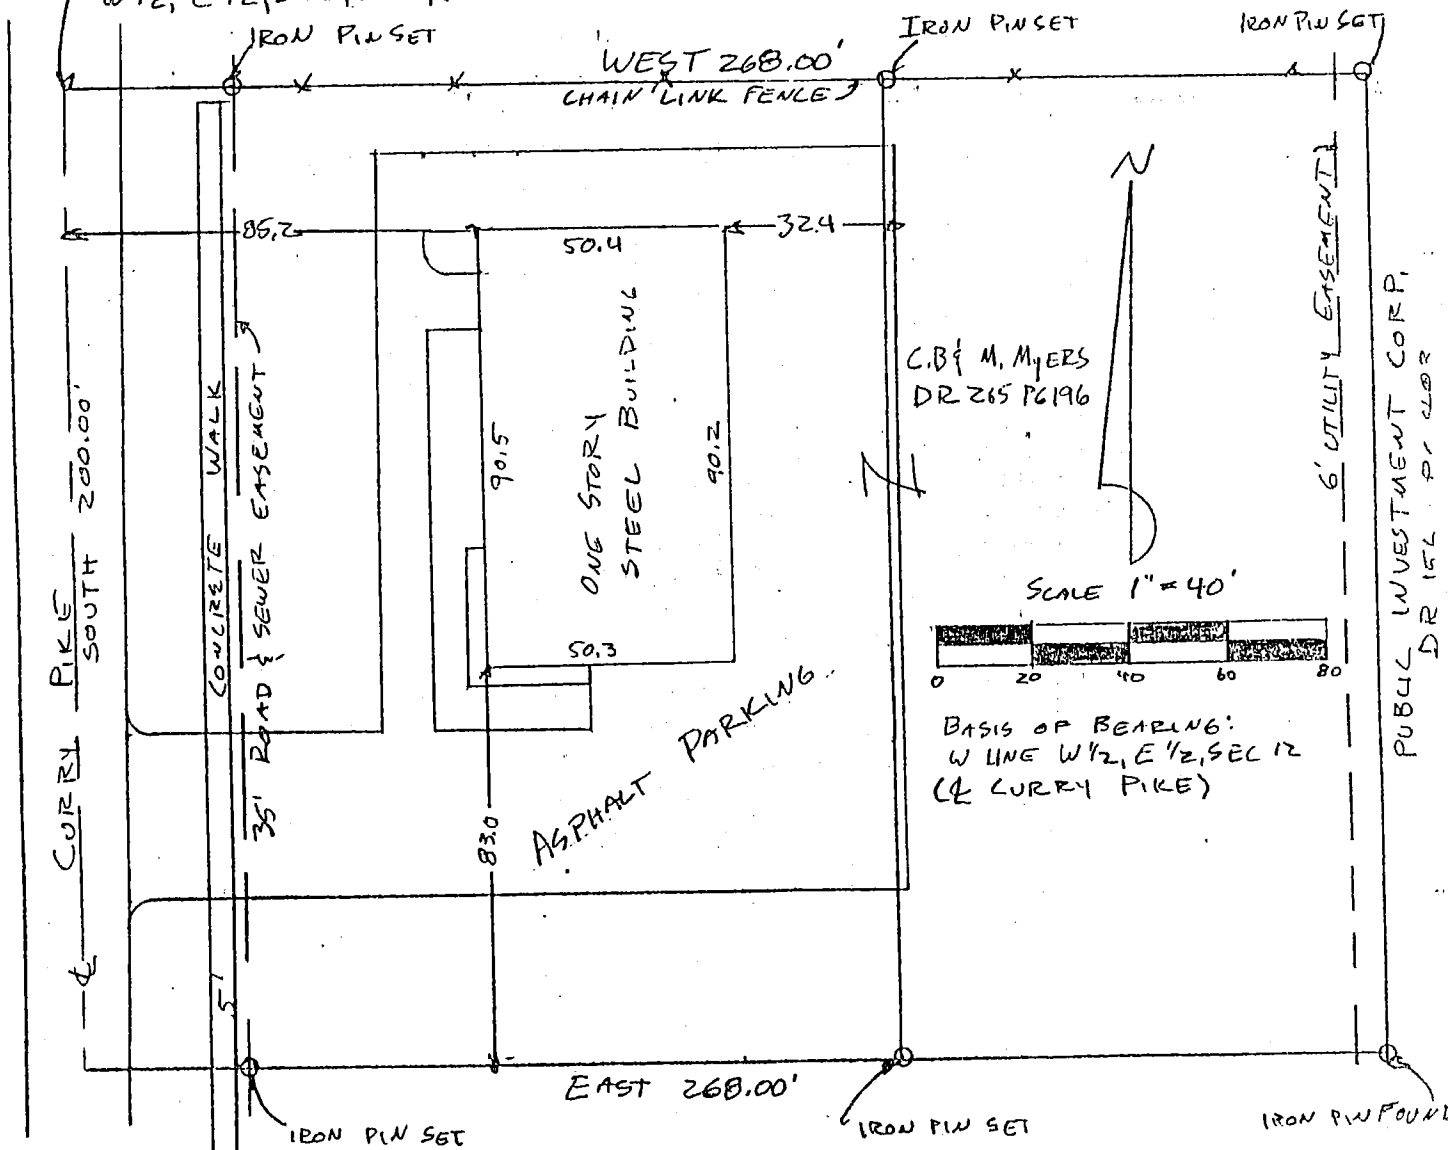 IRON PIN SET
IRON PIN SET
IRON PIN SET
WEST 268.00'
CHAIN LINK FENCE
85.2
50.4
32.4
N
6' UTILITY EASEMENT
PUBLIC INVESTMENT CORP.
C.B & M. MYERS
DR 265 PG 196
ONE STORY
STEEL BUILDING
90.5
90.2
50.3
CONCRETE WALK
35' ROAD & SEWER EASEMENT
CURRY PIKE
SOUTH 200.00'
SCALE 1" = 40'
0 20 40 60 80
BASIS OF BEARING:
W LINE W 1/2, E 1/2, SEC 12
(℄ CURRY PIKE)
ASPHALT PARKING
83.0
5'
EAST 268.00'
IRON PIN SET
IRON PIN SET
IRON PIN FOUND